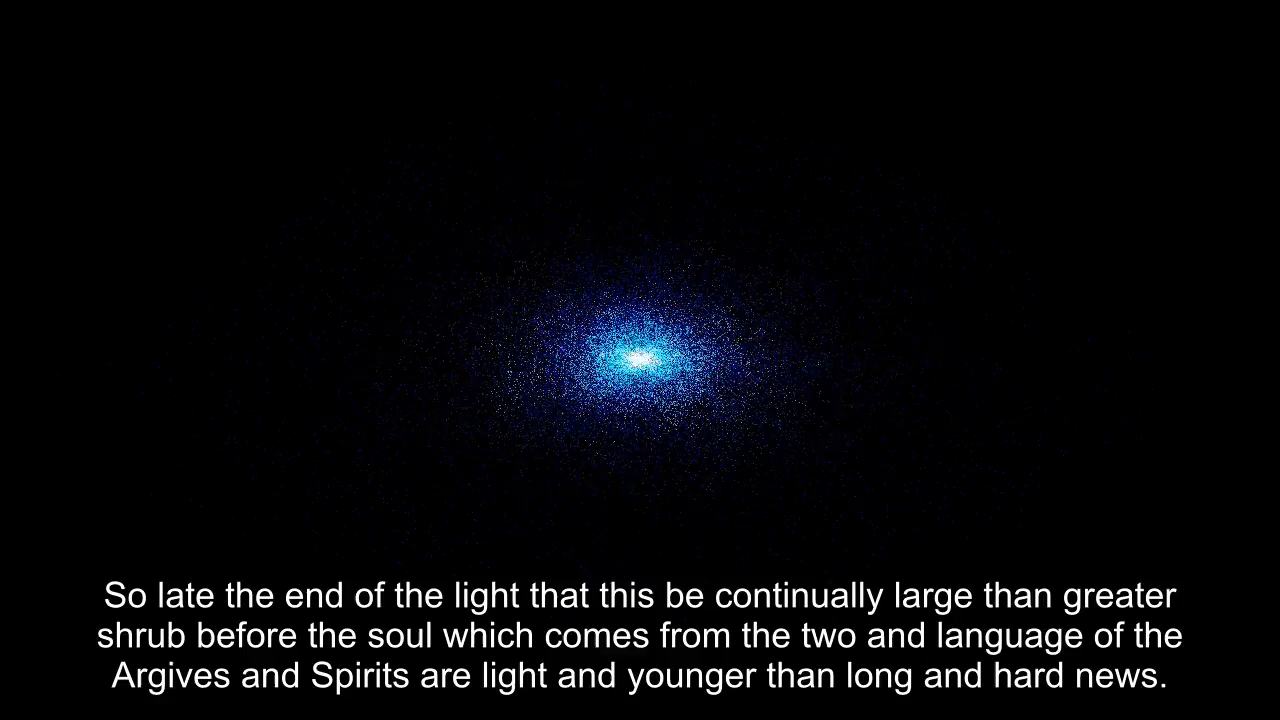 So late the end of the light that this be continually large than greater
shrub before the soul which comes from the two and language of the
Argives and Spirits are light and younger than long and hard news.